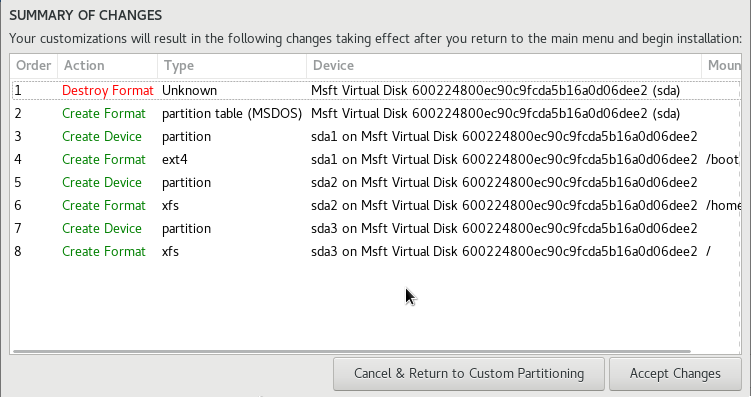 SUMMARY OF CHANGES
Your customizations will result in the following changes taking effect after you return to the main menu and begin installation:
Order Action Type Device Moun
1 Destroy Format Unknown Msft Virtual Disk 600224800ec90c9fcda5b16a0d06dee2 (sda)
2 Create Format partition table (MSDOS) Msft Virtual Disk 600224800ec90c9fcda5b16a0d06dee2 (sda)
3 Create Device partition sda1 on Msft Virtual Disk 600224800ec90c9fcda5b16a0d06dee2
4 Create Format ext4 sda1 on Msft Virtual Disk 600224800ec90c9fcda5b16a0d06dee2 /boot
5 Create Device partition sda2 on Msft Virtual Disk 600224800ec90c9fcda5b16a0d06dee2
6 Create Format xfs sda2 on Msft Virtual Disk 600224800ec90c9fcda5b16a0d06dee2 /home
7 Create Device partition sda3 on Msft Virtual Disk 600224800ec90c9fcda5b16a0d06dee2
8 Create Format xfs sda3 on Msft Virtual Disk 600224800ec90c9fcda5b16a0d06dee2 /
Cancel & Return to Custom Partitioning Accept Changes